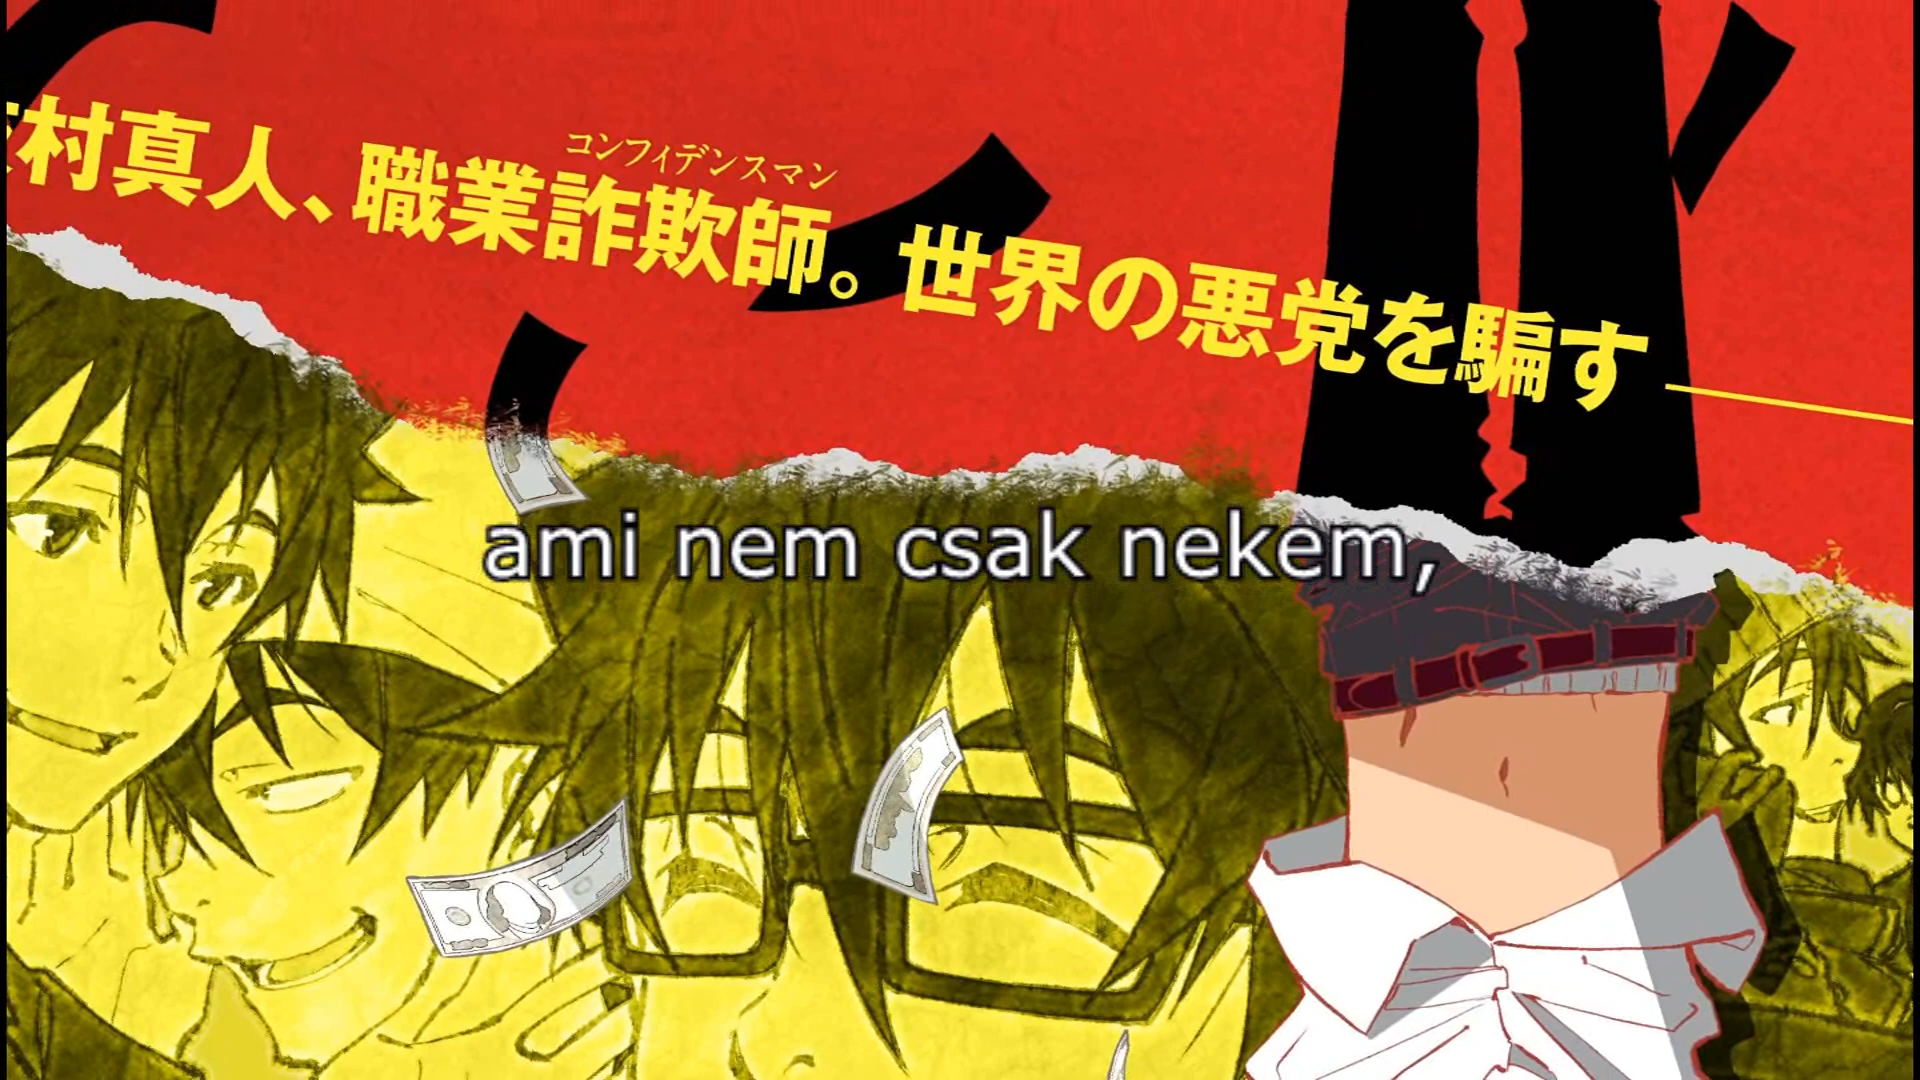 コンフィデンスマン
村真人、職業詐欺師。世界の悪党を騙す
ami nem csak nekem,